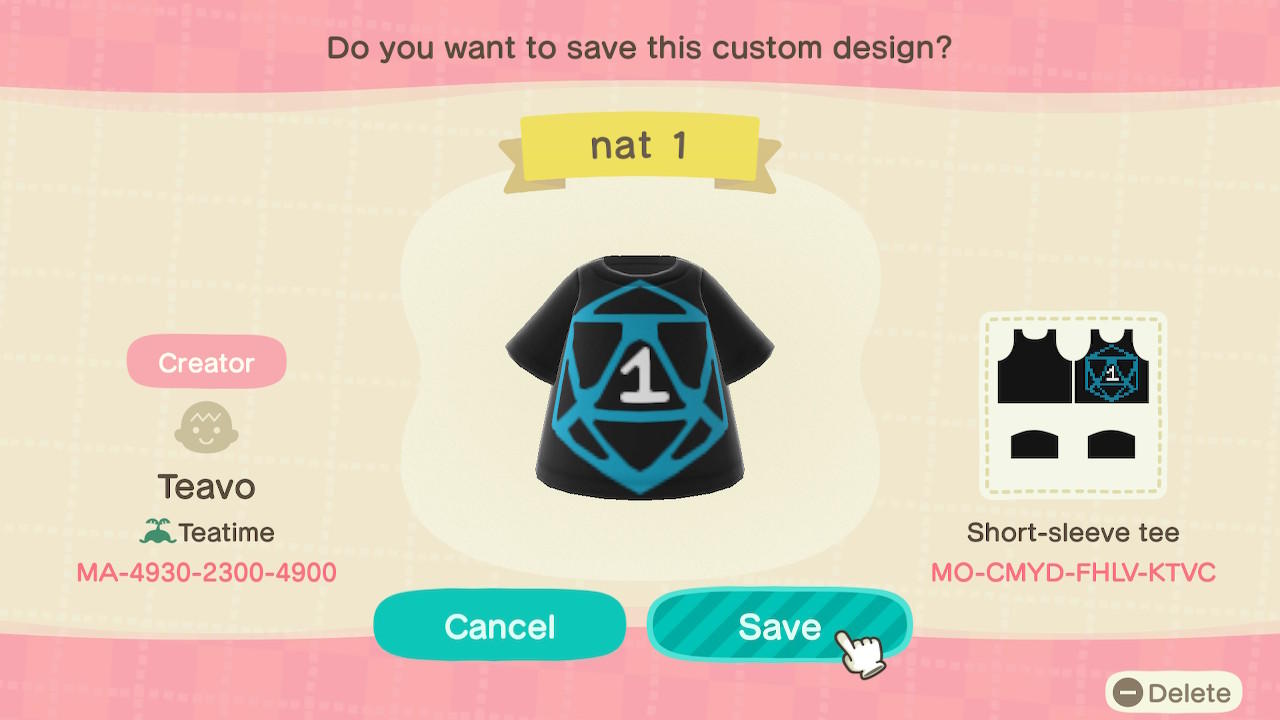 Do you want to save this custom design?
nat 1
1
Creator
Teavo
Teatime
MA-4930-2300-4900
1
Short-sleeve tee
MO-CMYD-FHLV-KTVC
Cancel
Save
Delete